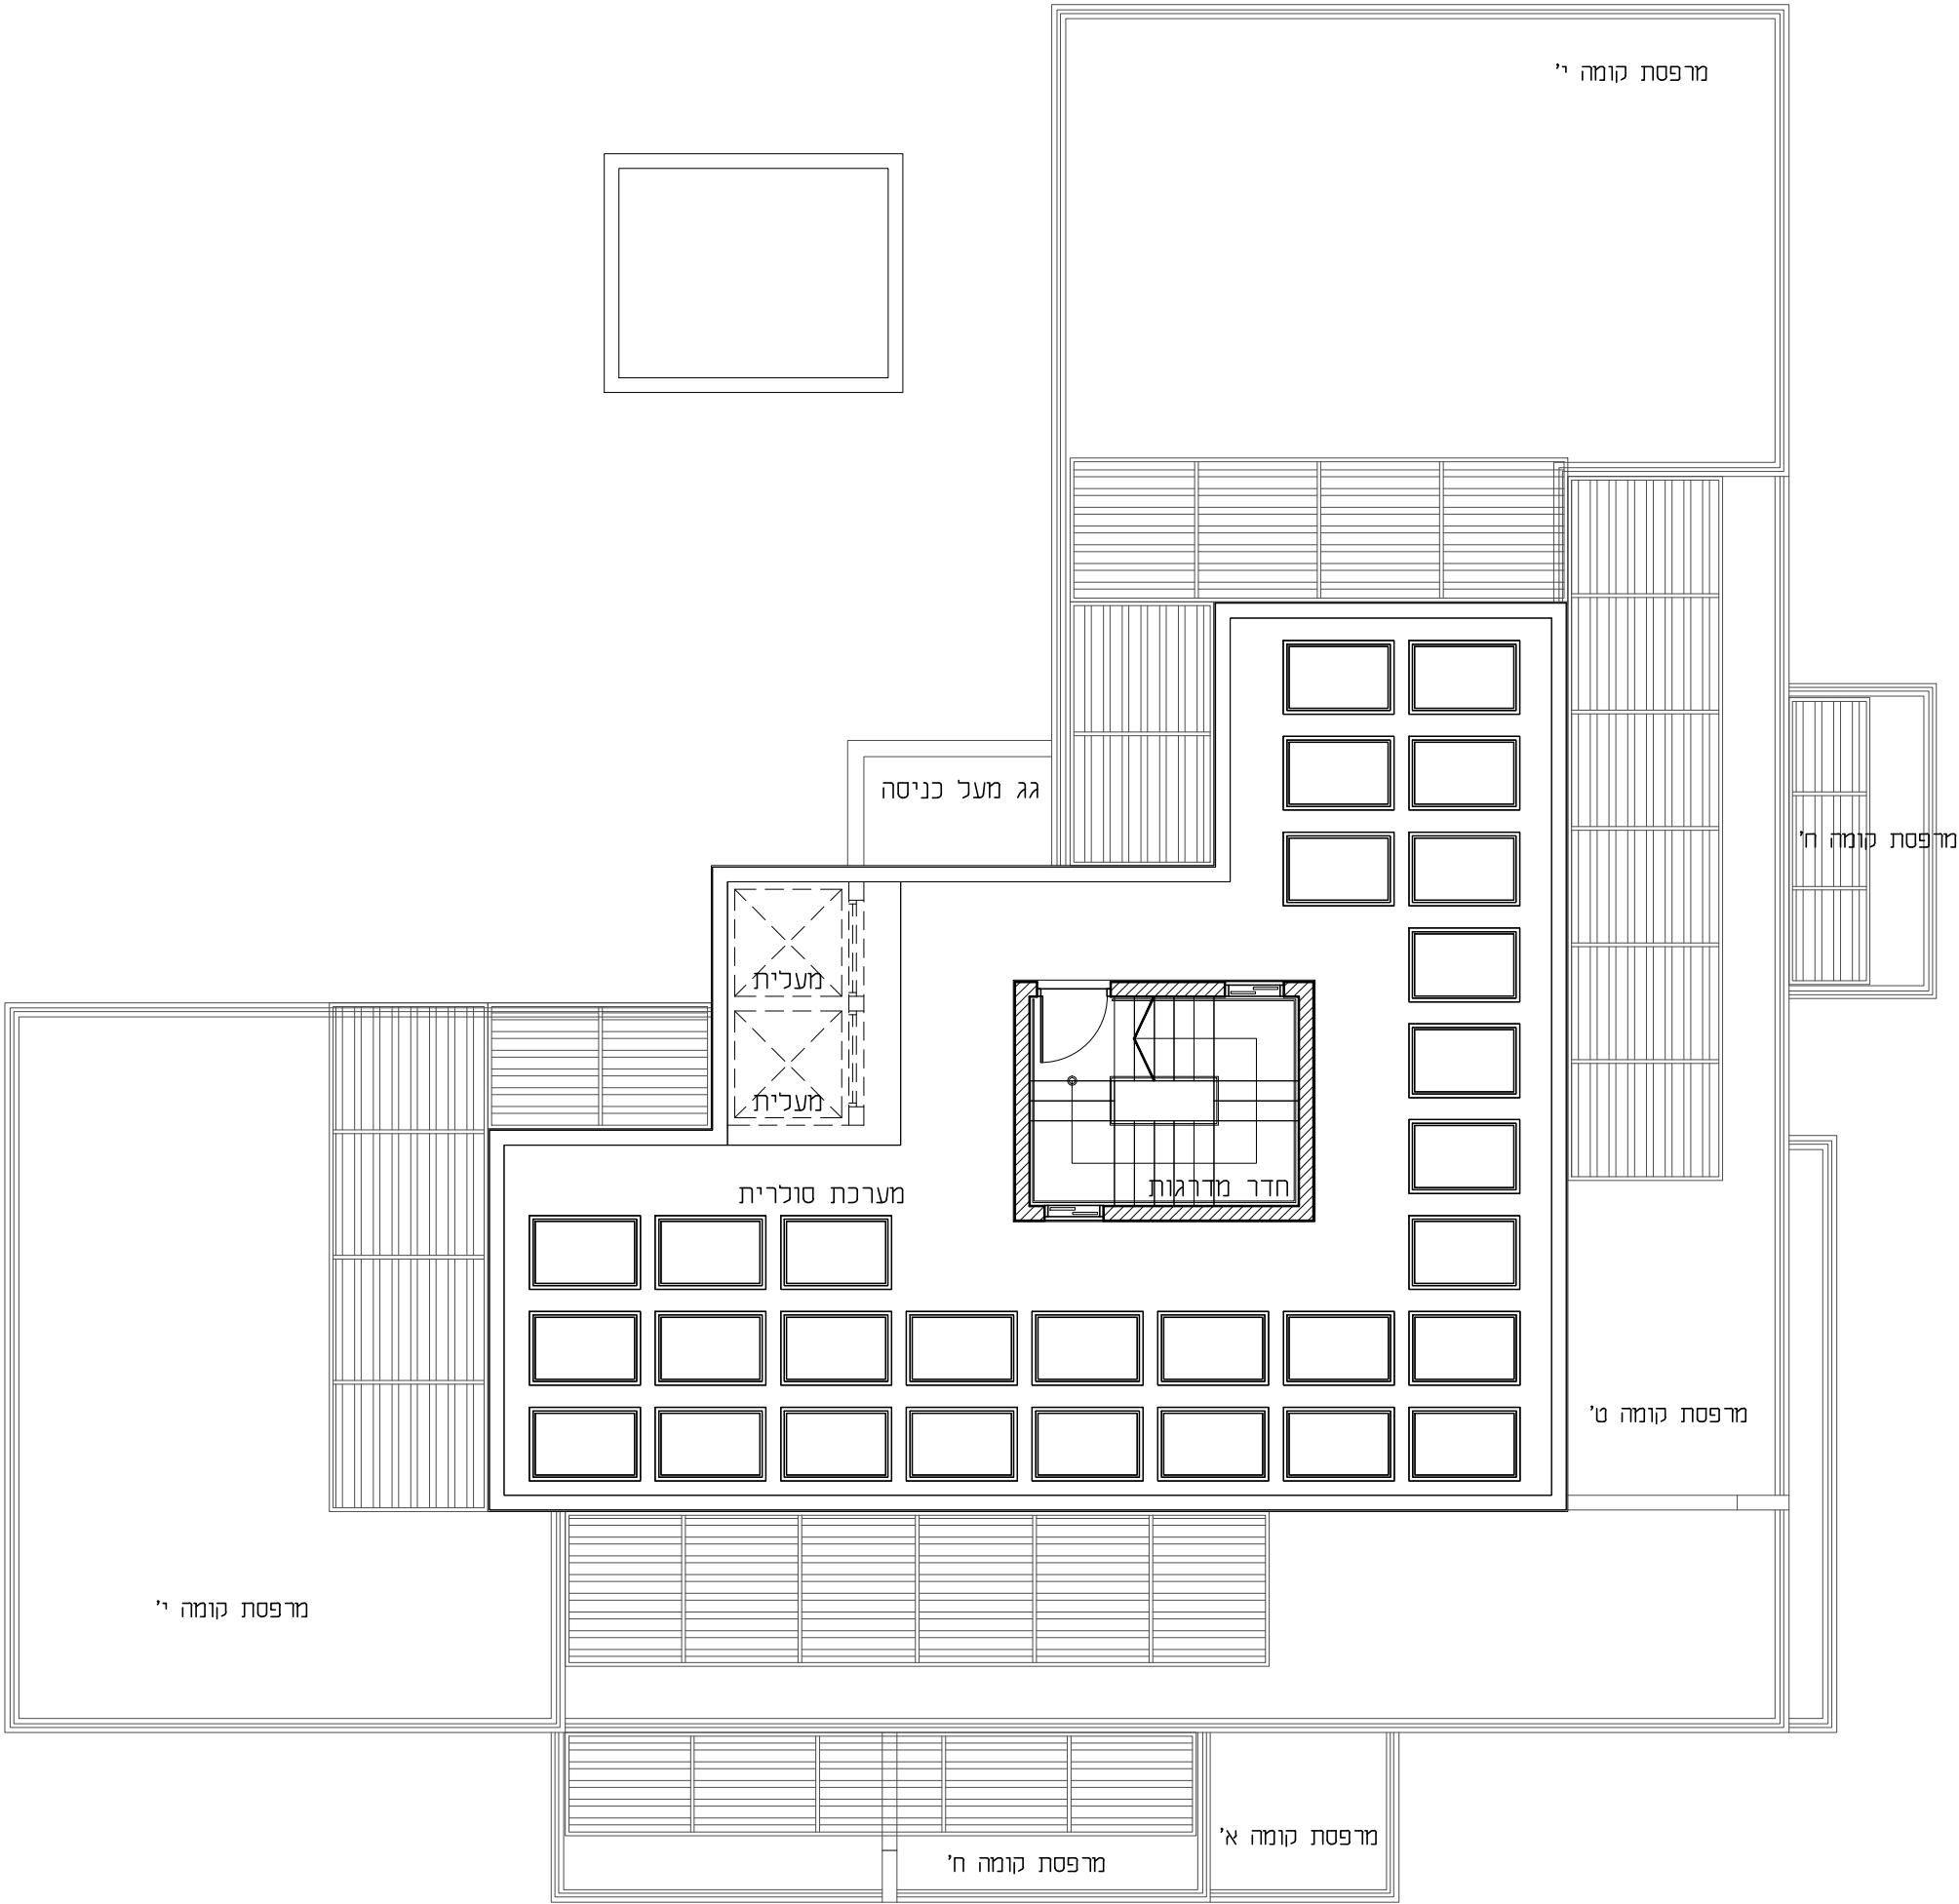 מרפסת קומה י'
גג מעל כניסה
מרפסת קומה ח'
מעלית
מעלית
חדר מדרגות
מערכת סולרית
מרפסת קומה ט'
מרפסת קומה י'
מרפסת קומה א'
מרפסת קומה ח'